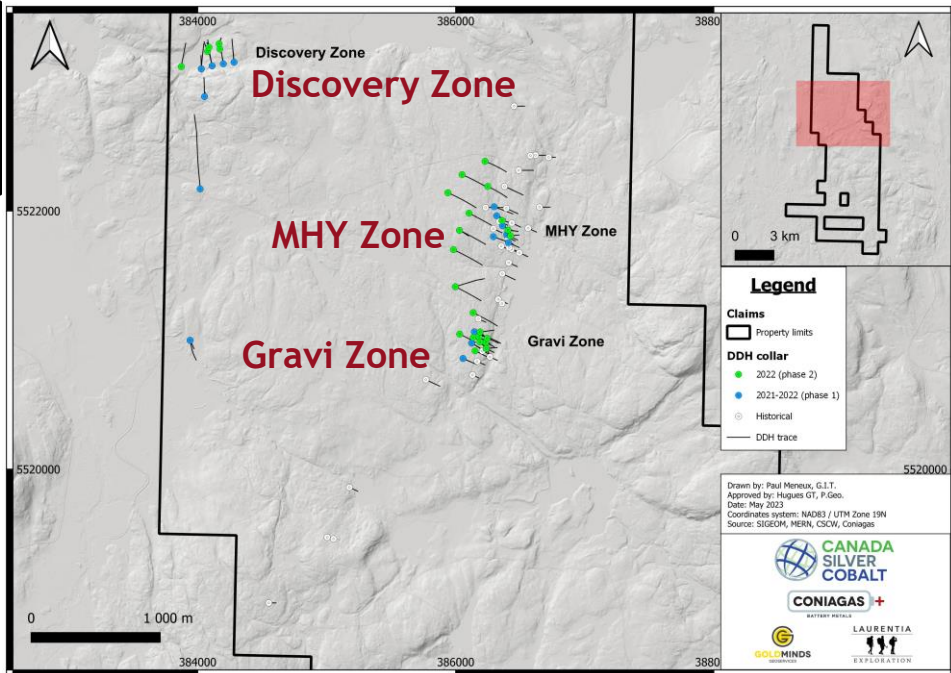 384000
386000
3880
Discovery Zone
Discovery Zone
5522000
MHY Zone
MHY Zone
Gravi Zone
Gravi Zone
5520000
5520000
0 1 000 m
384000
386000
3880
0 3 km
Legend
Claims
Property limits
DDH collar
2022 (phase 2)
2021-2022 (phase 1)
Historical
DDH trace
Drawn by: Paul Meneux, G.I.T.
Approved by: Hugues GT, P.Geo.
Date: May 2023
Coordinates system: NAD83 / UTM Zone 19N
Source: SIGEOM, MERN, CSCW, Coniagas
CANADA
SILVER
COBALT
CONIAGAS +
BATTERY METALS
GOLDMINDS
GEOSERVICES
LAURENTIA
EXPLORATION